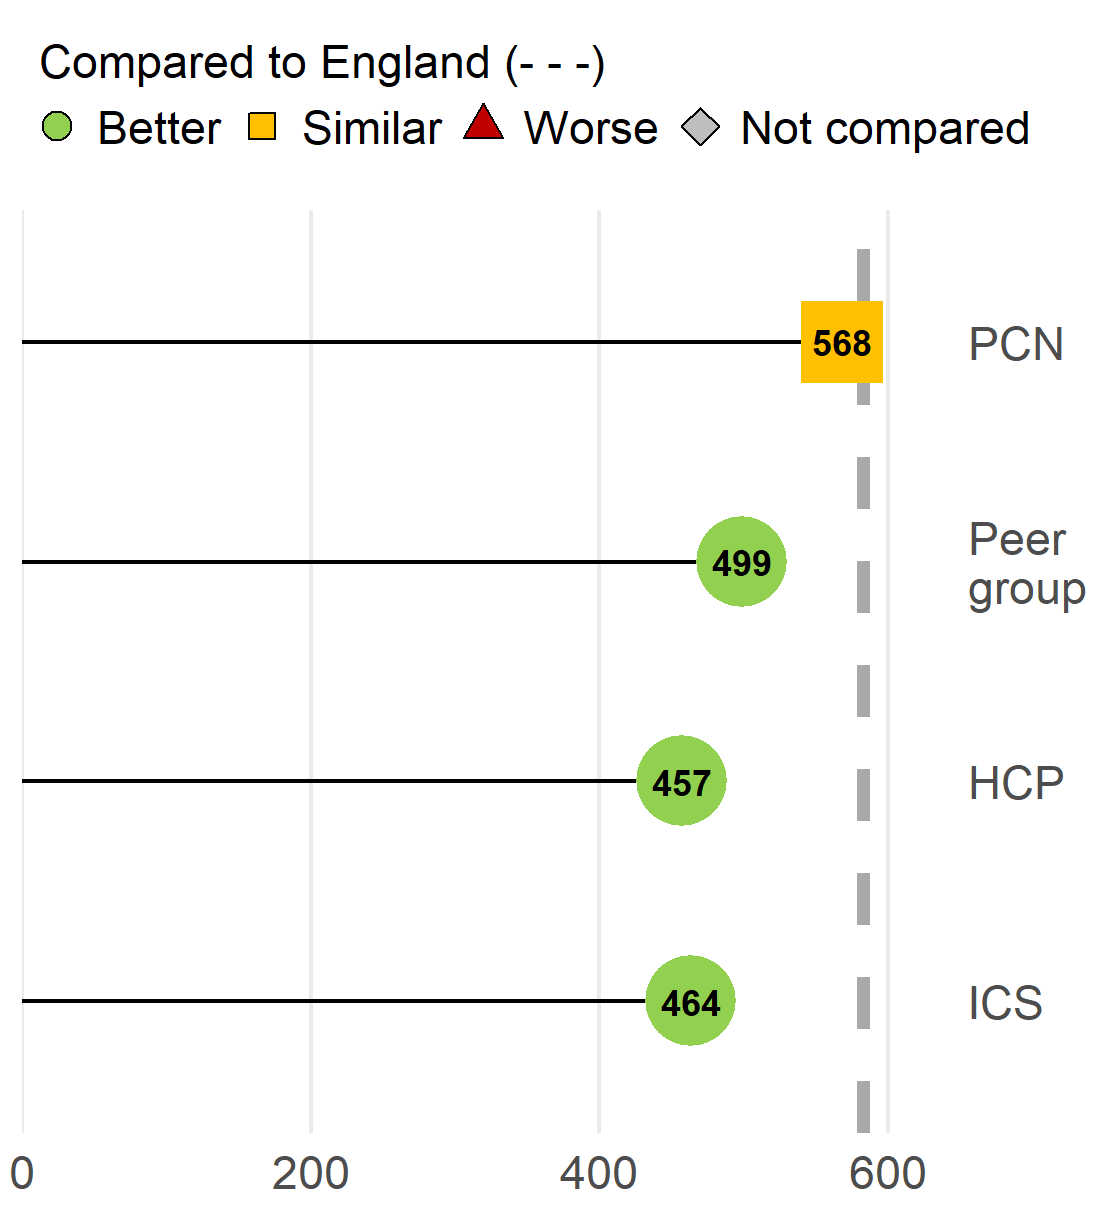 Compared to England (- - -)
Better Similar Worse Not compared
568 PCN
Peer
499
group
457 HCP
464 ICS
0 200 400 600